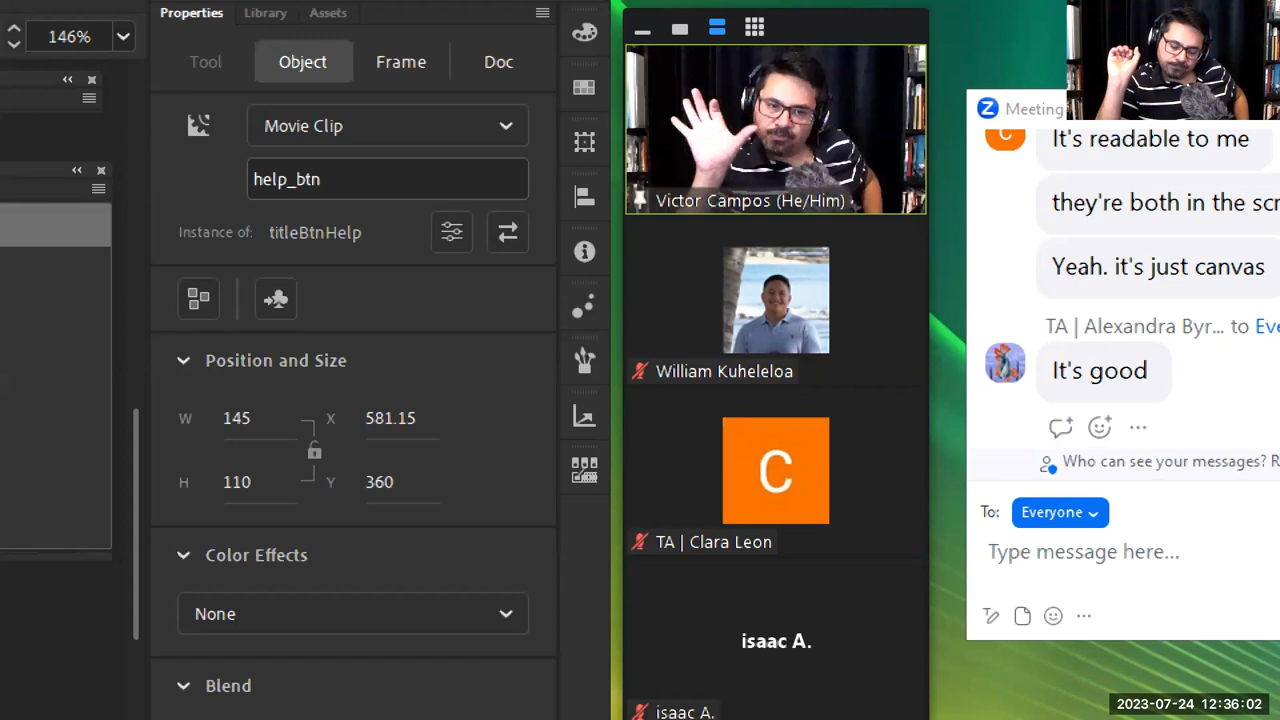 146%
Properties Library Assets
Tool Object Frame Doc
Movie Clip
help_btn
Instance of: titleBtnHelp
Position and Size
W 145 X 581.15
H 110 Y 360
Color Effects
None
Blend
Victor Campos (He/Him)
William Kuheleloa
C
TA | Clara Leon
isaac A.
isaac A.
Z Meeting
C
It's readable to me
they're both in the scr
Yeah. it's just canvas
TA | Alexandra Byr... to Eve
It's good
Who can see your messages? R
To: Everyone
Type message here...
2023-07-24 12:36:02